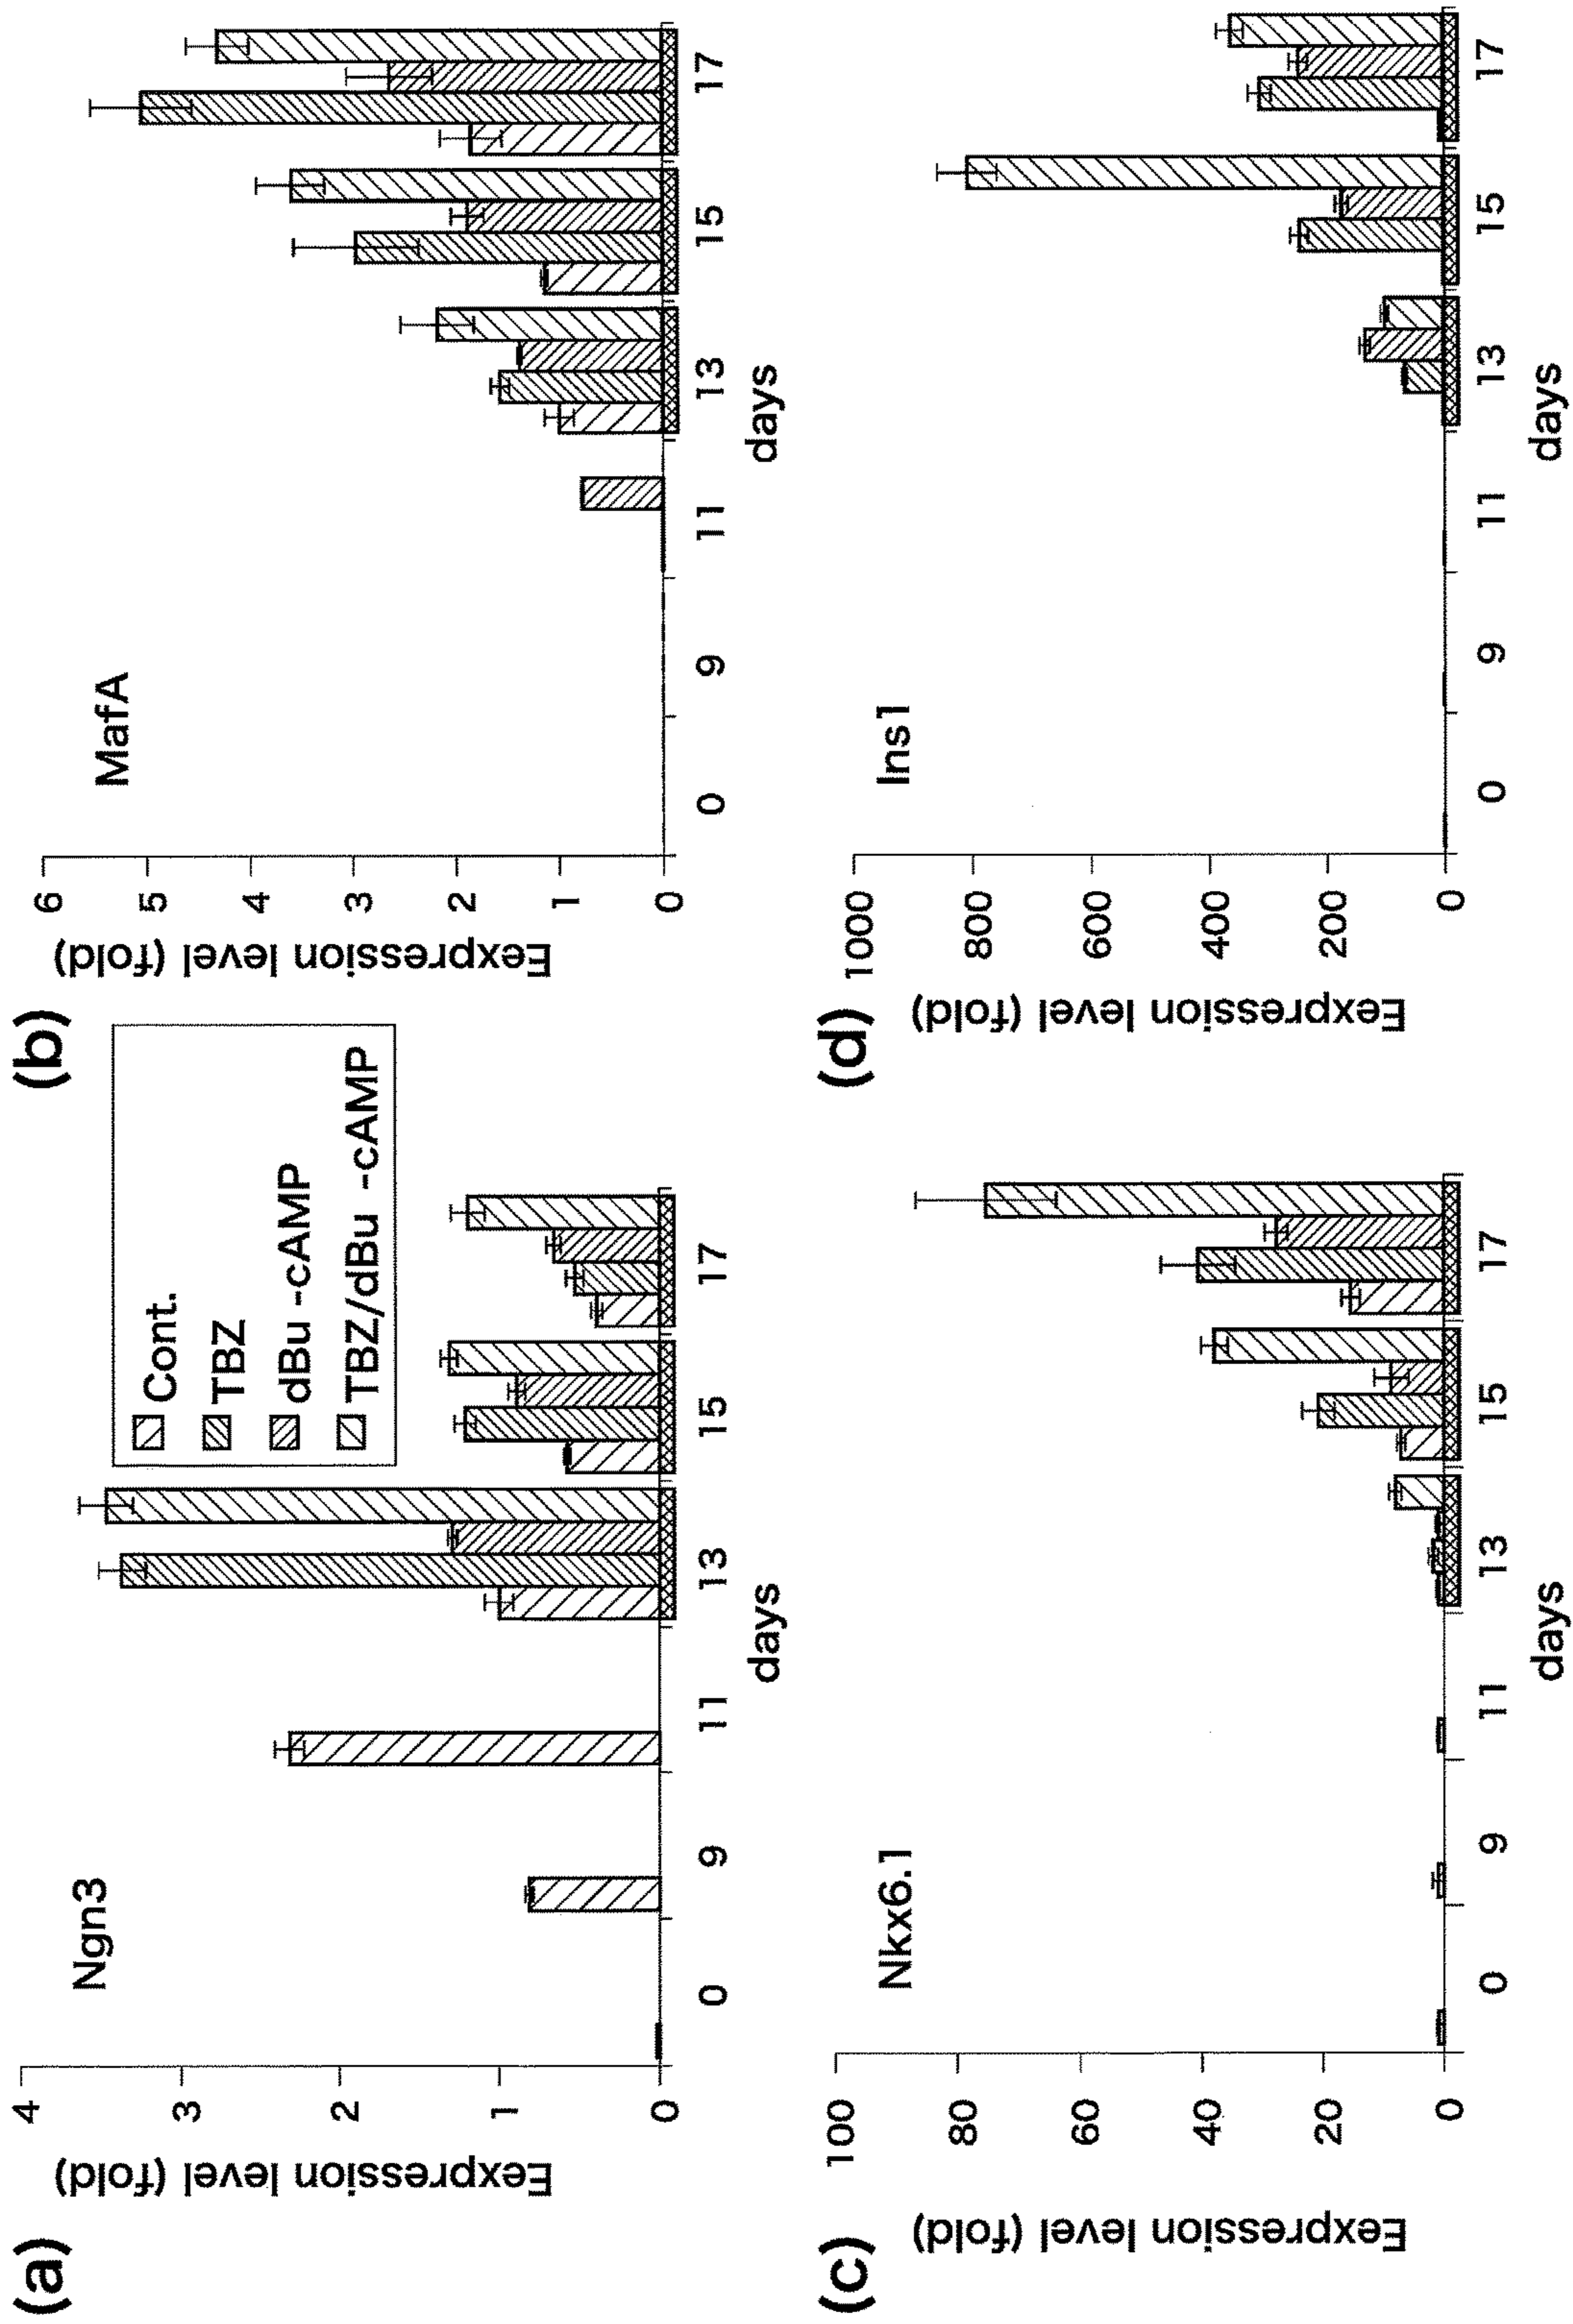 (a)
Ngn3
Eexpression level (fold)
4
3
2
1
0
0 9 11 13 15 17
days
Cont.
TBZ
dBu -cAMP
TBZ/dBu -cAMP
(b)
MafA
Eexpression level (fold)
6
5
4
3
2
1
0
0 9 11 13 15 17
days
(c)
Nkx6.1
Eexpression level (fold)
100
80
60
40
20
0
0 9 11 13 15 17
days
(d)
Ins1
Eexpression level (fold)
1000
800
600
400
200
0
0 9 11 13 15 17
days